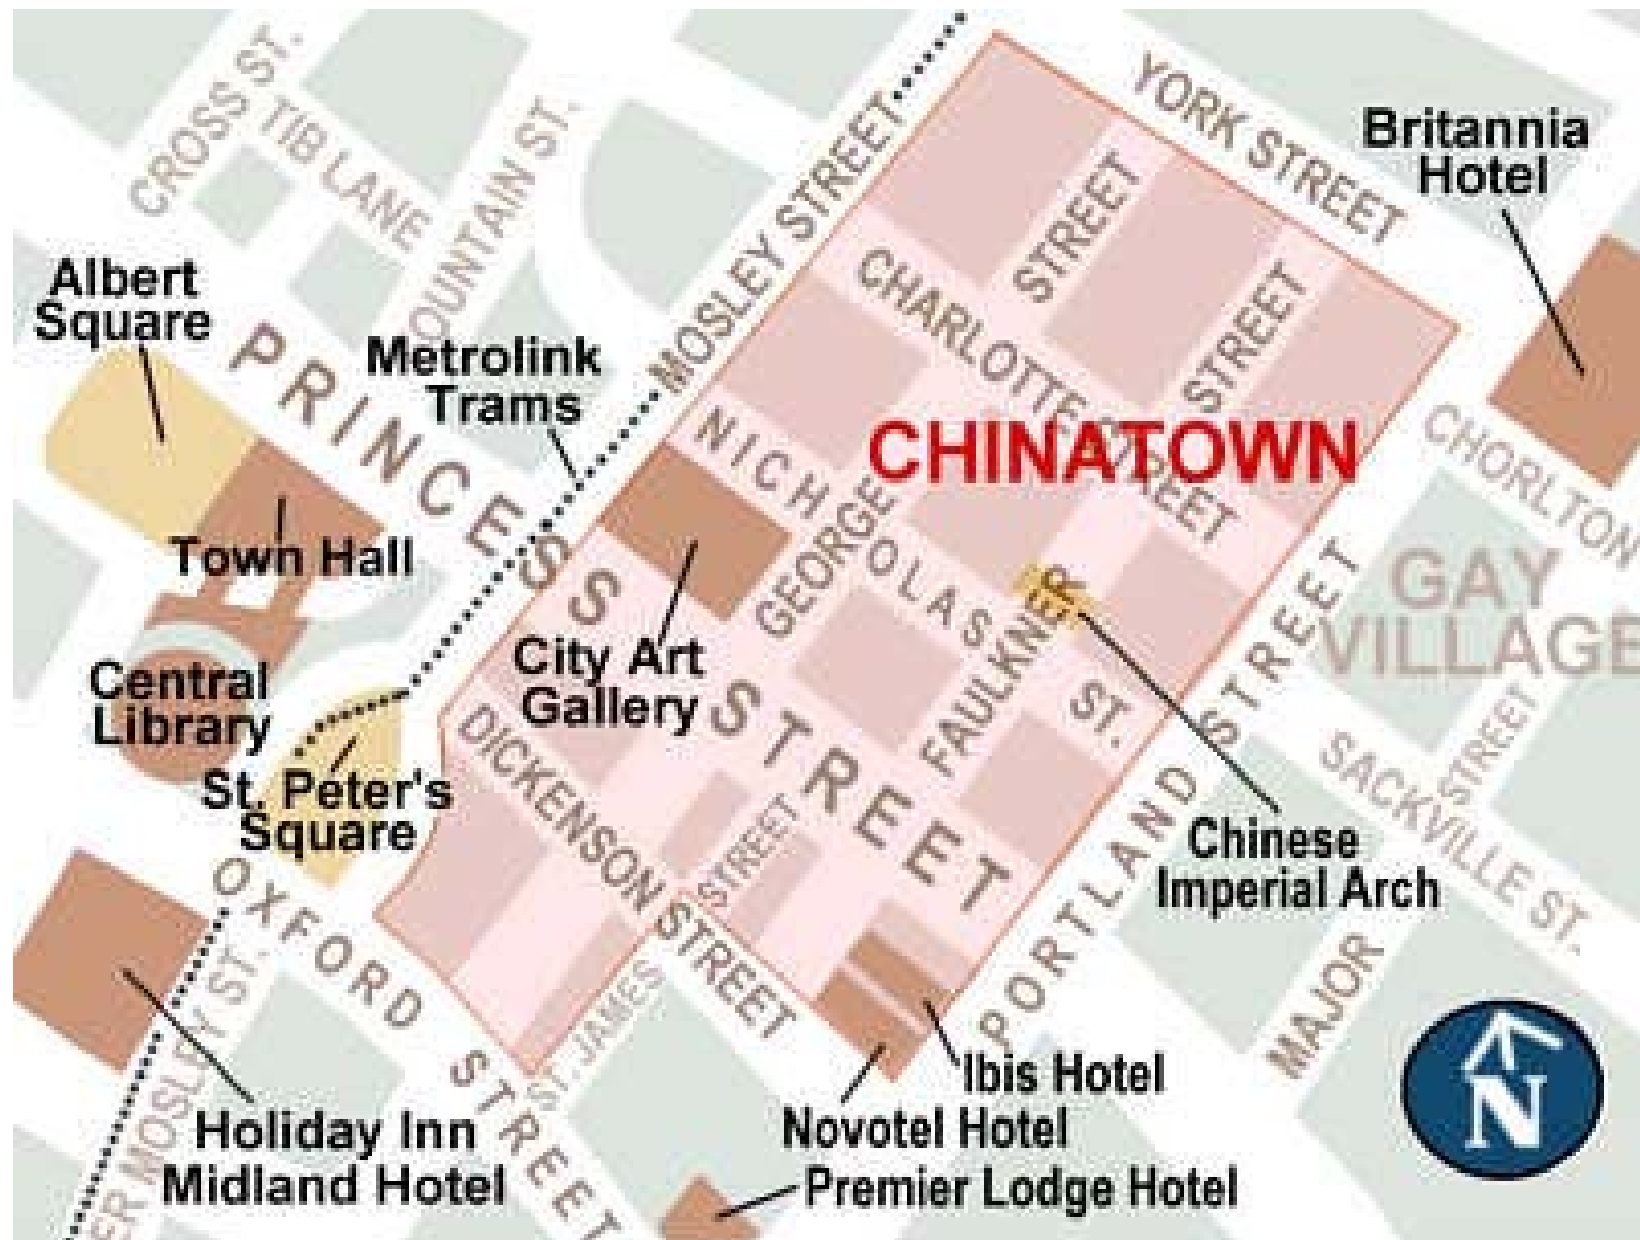 CROSS ST.
TIB LANE
OUNTAIN ST.
MOSLEY STREET
YORK STREET
Britannia
Hotel
STREET
STREET
CHARLOTTE STREET
Albert
Square
PRINCESS STREET
Metrolink
Trams
NICHOLAS ST.
CHINATOWN
CHORLTON
GEORGE
Town Hall
GAY
VILLAGE
FAULKNER
PORTLAND STREET
City Art
Gallery
Central
Library
DICKENSON STREET
STREET
SACKVILLE ST.
STREET
St. Peter's
Square
Chinese
Imperial Arch
OXFORD STREET
MAJOR
ST. JAMES
ER MOSLEY ST.
Ibis Hotel
Novotel Hotel
Holiday Inn
Midland Hotel
Premier Lodge Hotel
N